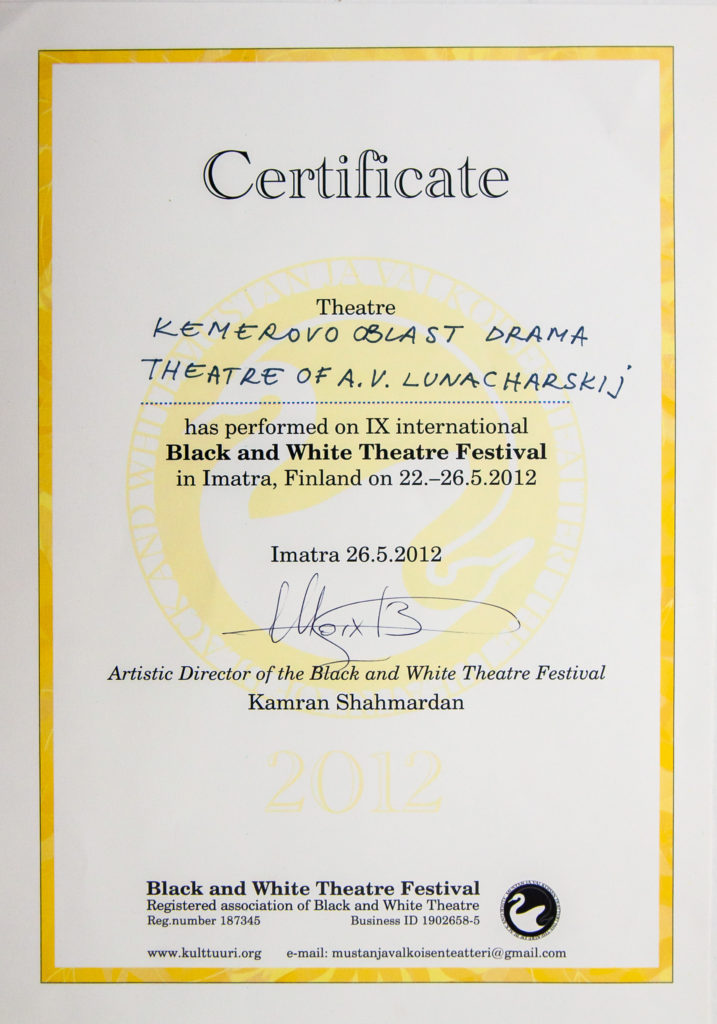 Certificate
Theatre
KEMEROVO OBLAST DRAMA
THEATRE OF A.V. LUNACHARSKIJ
has performed on IX international
Black and White Theatre Festival
in Imatra, Finland on 22.–26.5.2012
Imatra 26.5.2012
Artistic Director of the Black and White Theatre Festival
Kamran Shahmardan
2012
Black and White Theatre Festival
Registered association of Black and White Theatre
Reg.number 187345 Business ID 1902658-5
www.kulttuuri.org e-mail: mustanjavalkoisenteatteri@gmail.com